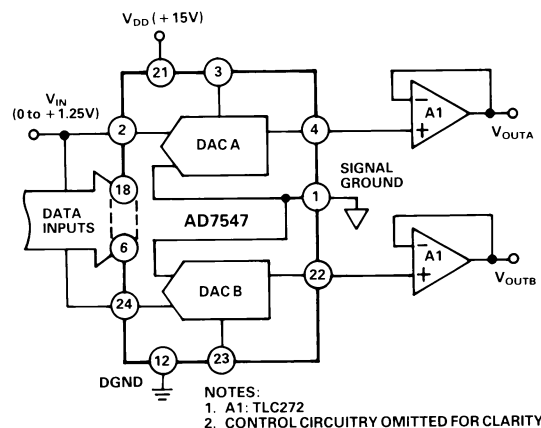 V_DD (+15V)
21
3
V_IN
(0 to +1.25V)
2
DAC A
4
−
+
A1
V_OUTA
18
1
SIGNAL
GROUND
DATA
INPUTS
AD7547
6
24
DAC B
22
−
+
A1
V_OUTB
DGND
12
23
NOTES:
1. A1: TLC272
2. CONTROL CIRCUITRY OMITTED FOR CLARITY